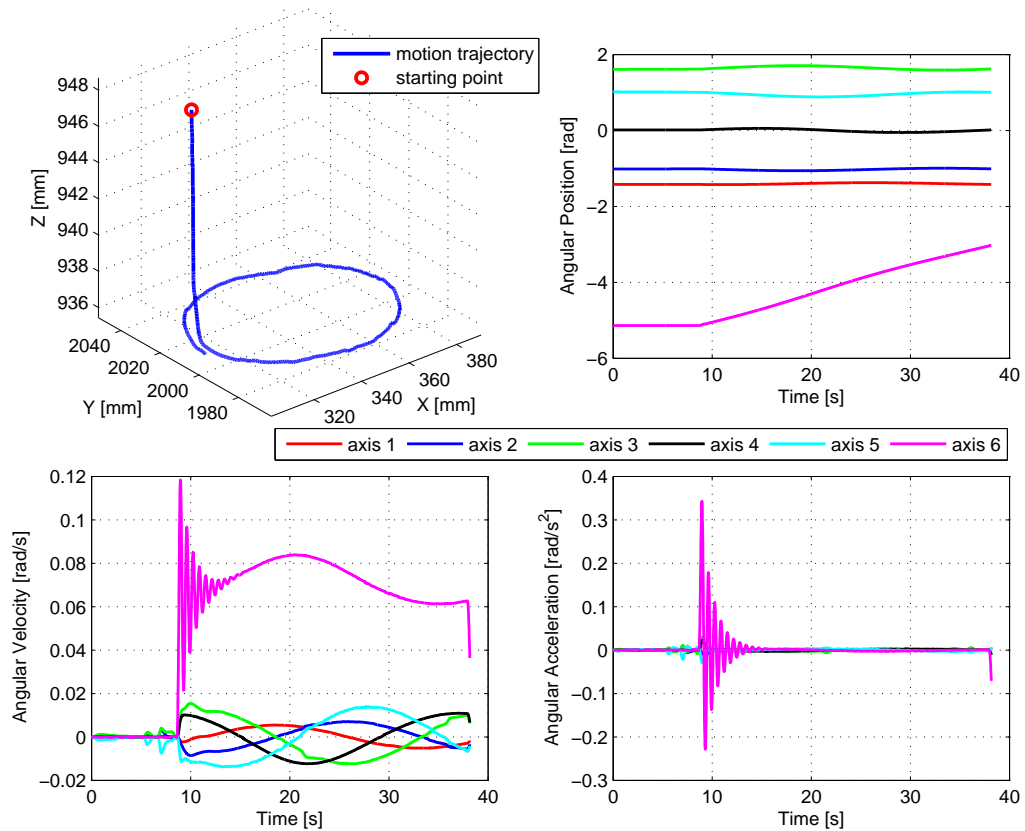 motion trajectory
starting point
948
946
944
942
940
938
936
Z [mm]
2040
2020
2000
1980
Y [mm]
320
340
360
380
X [mm]
2
0
−2
−4
−6
Angular Position [rad]
0 10 20 30 40
Time [s]
axis 1 axis 2 axis 3 axis 4 axis 5 axis 6
0.12
0.1
0.08
0.06
0.04
0.02
0
−0.02
Angular Velocity [rad/s]
0 10 20 30 40
Time [s]
0.4
0.3
0.2
0.1
0
−0.1
−0.2
−0.3
Angular Acceleration [rad/s²]
0 10 20 30 40
Time [s]